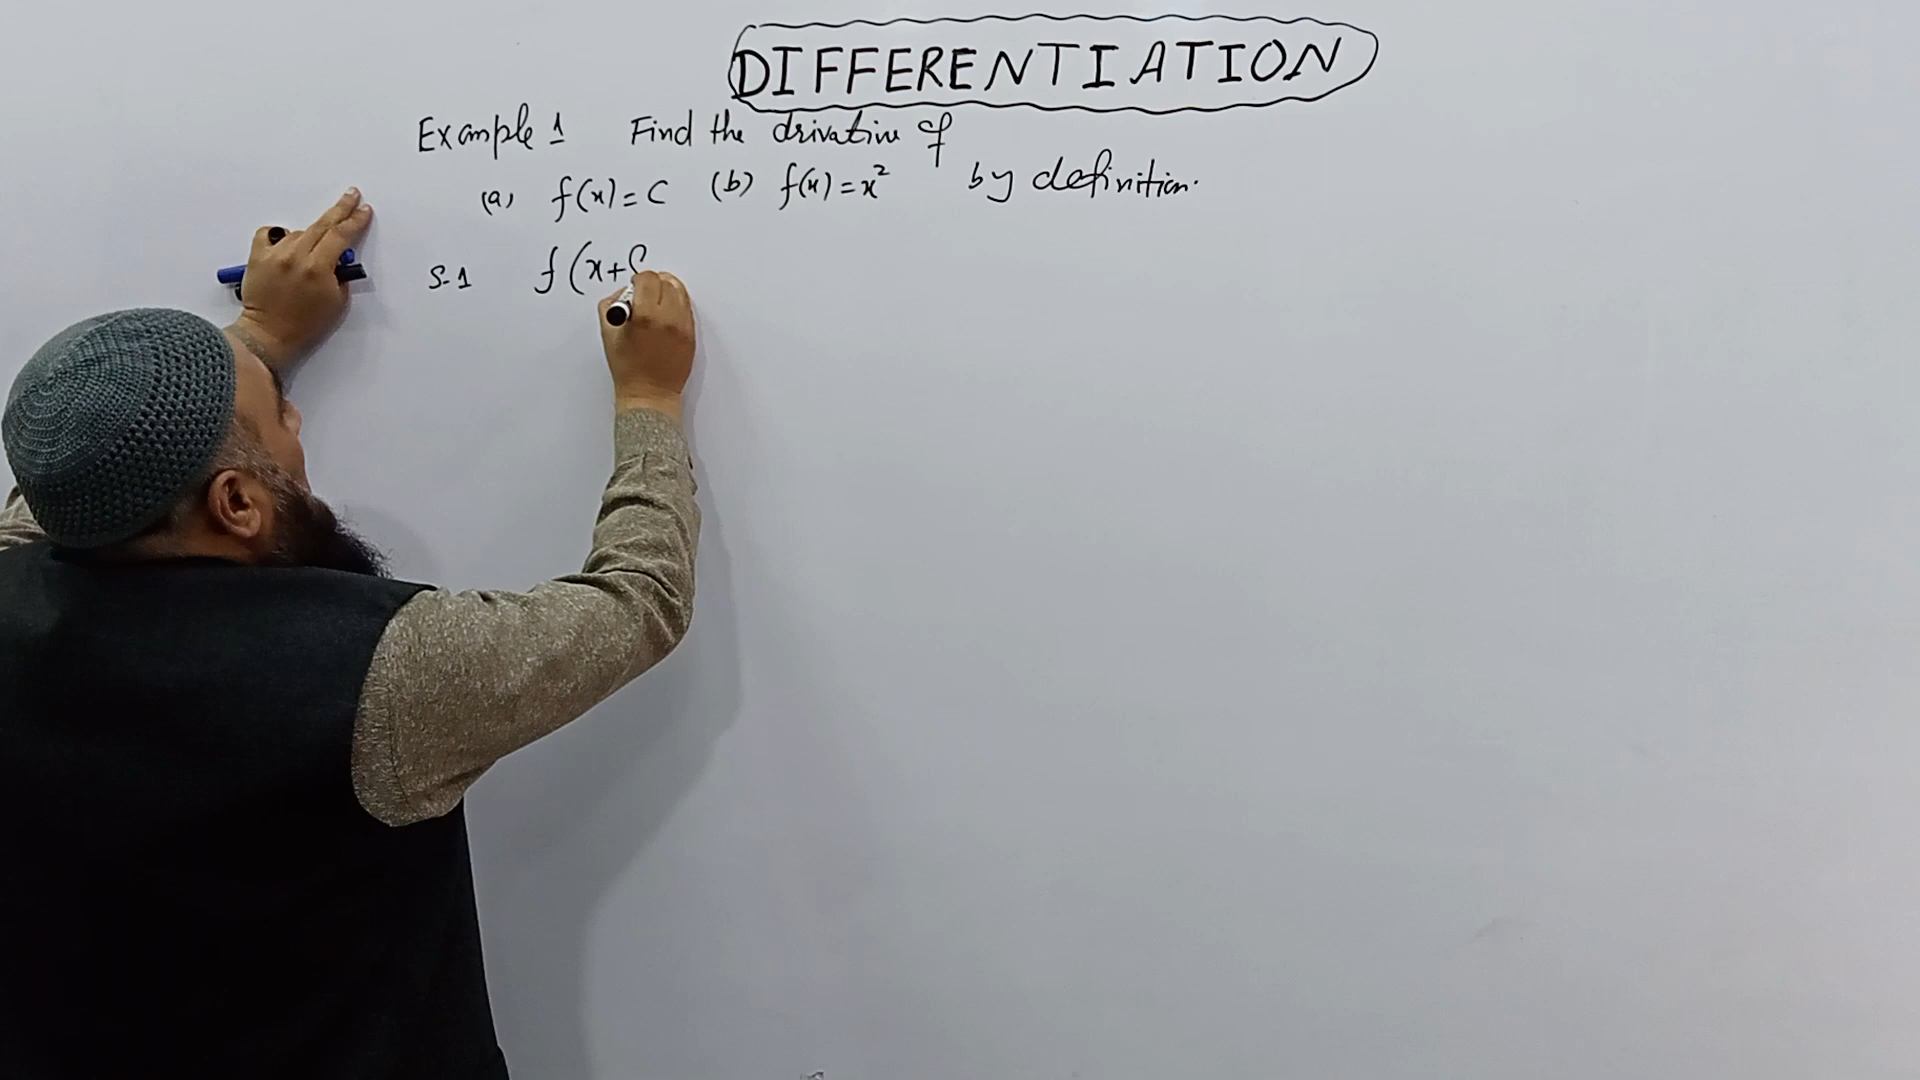 DIFFERENTIATION
Example 1 Find the drivative of
(a) f(x) = C (b) f(x) = x² by definition.
S-1 f(x+